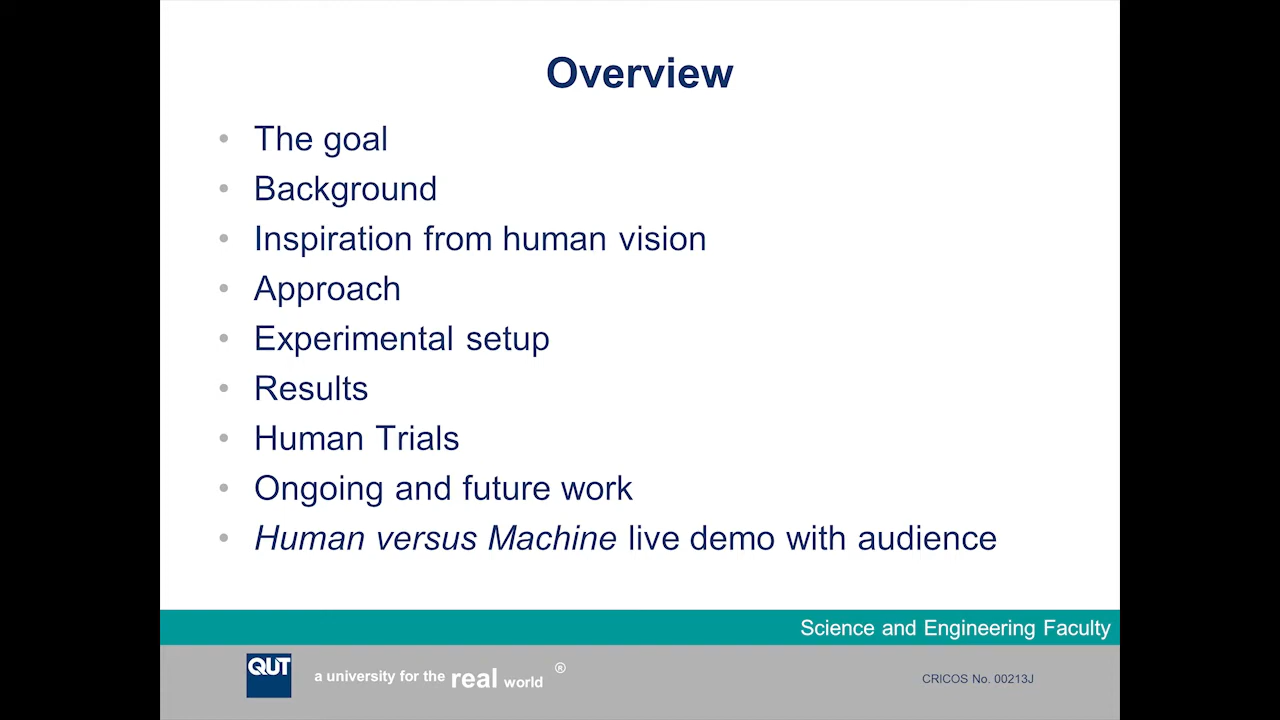 Overview
• The goal
• Background
• Inspiration from human vision
• Approach
• Experimental setup
• Results
• Human Trials
• Ongoing and future work
• Human versus Machine live demo with audience
Science and Engineering Faculty
QUT
a university for the real world ®
CRICOS No. 00213J